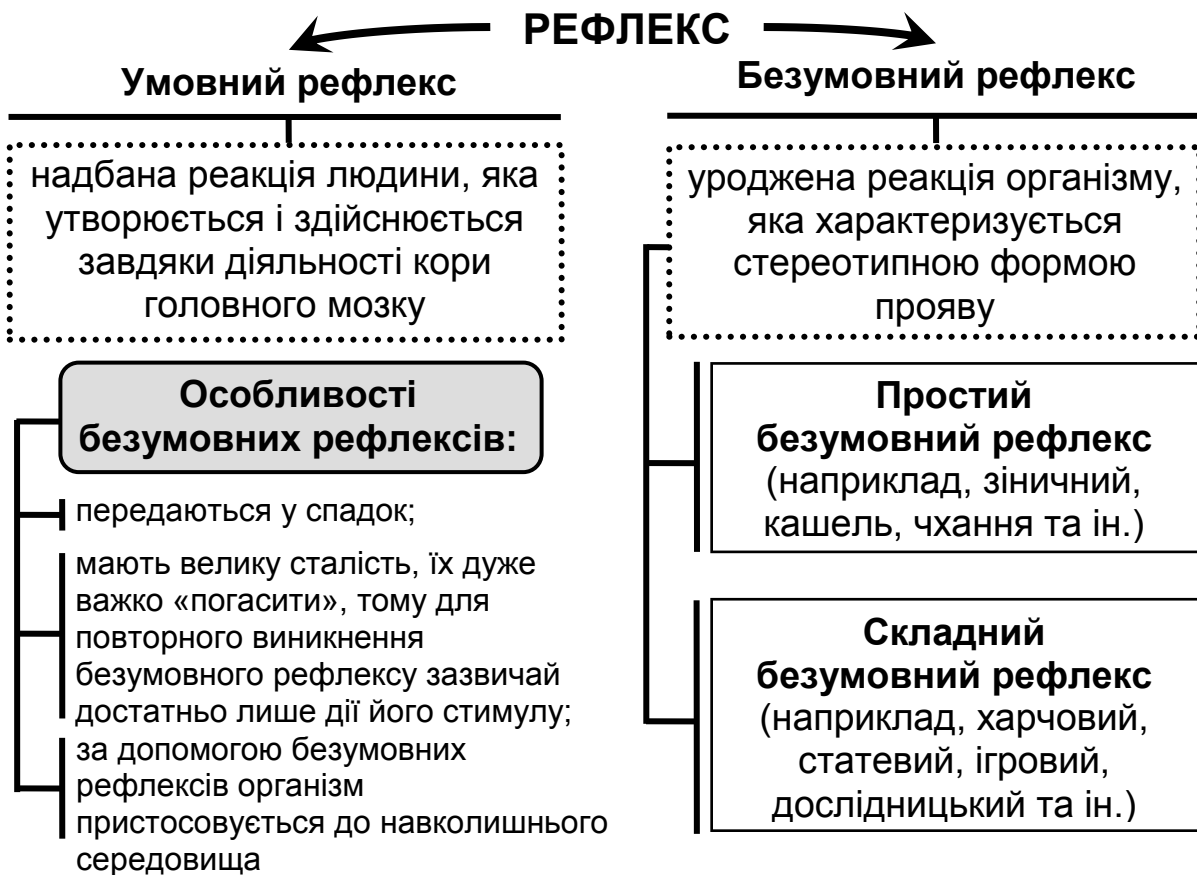 РЕФЛЕКС
Умовний рефлекс
надбана реакція людини, яка
утворюється і здійснюється
завдяки діяльності кори
головного мозку
Особливості
безумовних рефлексів:
передаються у спадок;
мають велику сталість, їх дуже
важко «погасити», тому для
повторного виникнення
безумовного рефлексу зазвичай
достатньо лише дії його стимулу;
за допомогою безумовних
рефлексів організм
пристосовується до навколишнього
середовища
Безумовний рефлекс
уроджена реакція організму,
яка характеризується
стереотипною формою
прояву
Простий
безумовний рефлекс
(наприклад, зіничний,
кашель, чхання та ін.)
Складний
безумовний рефлекс
(наприклад, харчовий,
статевий, ігровий,
дослідницький та ін.)